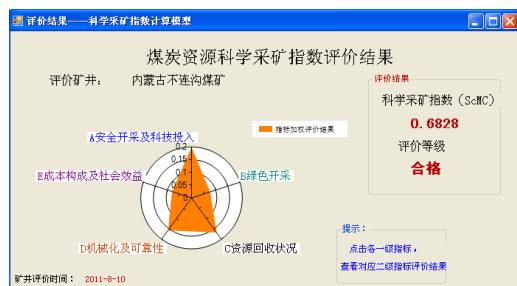 评价结果——科学采矿指数计算模型
煤炭资源科学采矿指数评价结果
评价矿井： 内蒙古不连沟煤矿
评价结果
科学采矿指数（ScMC）
0.6828
评价等级
合格
指标加权评价结果
A安全开采及科技投入
0.2
0.15
0.1
0.05
0
E成本构成及社会效益
B绿色开采
D机械化及可靠性
C资源回收状况
提示：
点击各一级指标，
查看对应二级指标评价结果
矿井评价时间： 2011-8-10